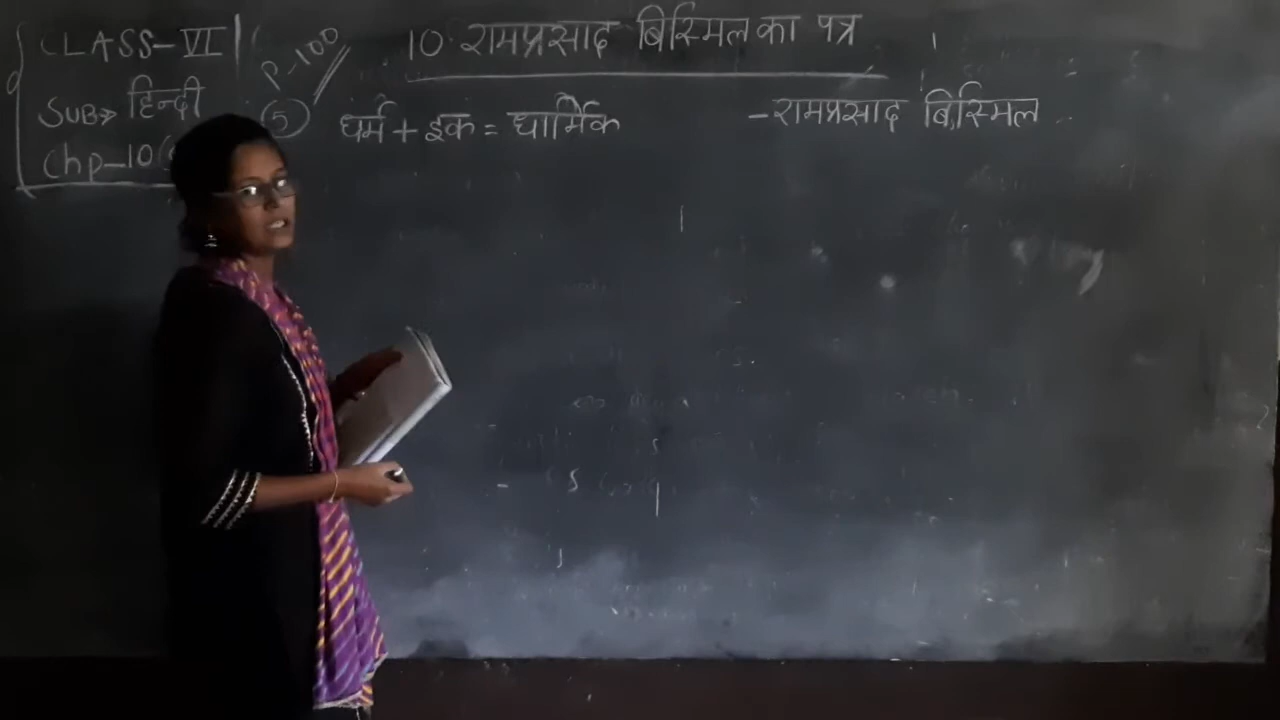 CLASS-VI
SUB⇒ हिन्दी
Chp-10(
P-100
10. रामप्रसाद बिस्मिल का पत्र
-रामप्रसाद बिस्मिल
(5) धर्म + इक = धार्मिक